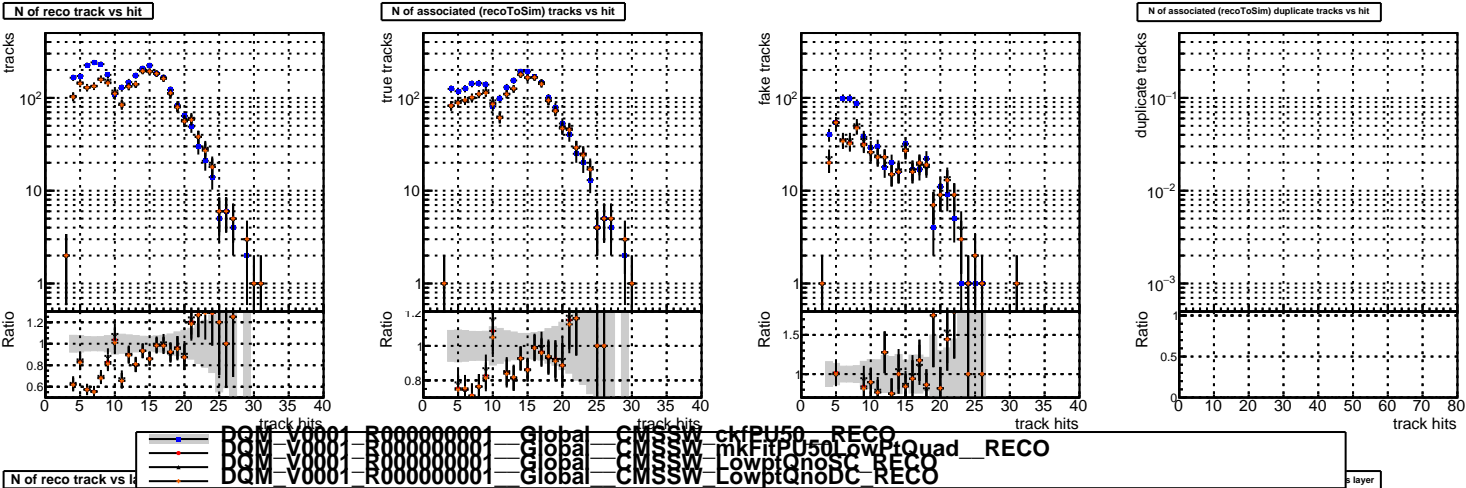 N of reco track vs hit
N of associated (recoToSim) tracks vs hit
N of associated (recoToSim) duplicate tracks vs hit
tracks
10²
10
1
Ratio
1.2
1
0.8
0.6
0 5 10 15 20 25 30 35 40
track hits
true tracks
10²
10
1
Ratio
1.2
1
0.8
0 5 10 15 20 25 30 35 40
track hits
fake tracks
10²
10
1
Ratio
1.5
1
0 5 10 15 20 25 30 35 40
track hits
duplicate tracks
10⁻¹
10⁻²
10⁻³
Ratio
1
0.5
0
0 10 20 30 40 50 60 70 80
track hits
DQM_V0001_R000000001__Global__CMSSW_ckfPU50__RECO
DQM_V0001_R000000001__Global__CMSSW_mkFitPU50LowPtQuad__RECO
DQM_V0001_R000000001__Global__CMSSW_LowptQnoSC_RECO
DQM_V0001_R000000001__Global__CMSSW_LowptQnoDC_RECO
N of reco track vs la
s layer